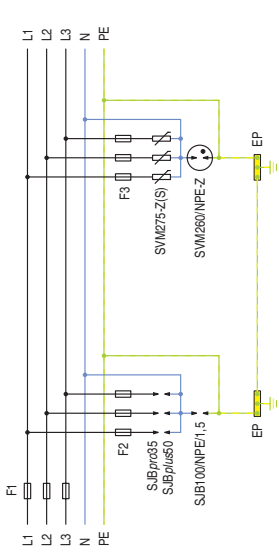 L1
L2
L3
N
PE
F3
SVM275-Z(S)
SVM260/NPE-Z
EP
F1
F2
SJBpro35
SJBplus50
SJB100/NPE/1,5
EP
L1
L2
L3
N
PE